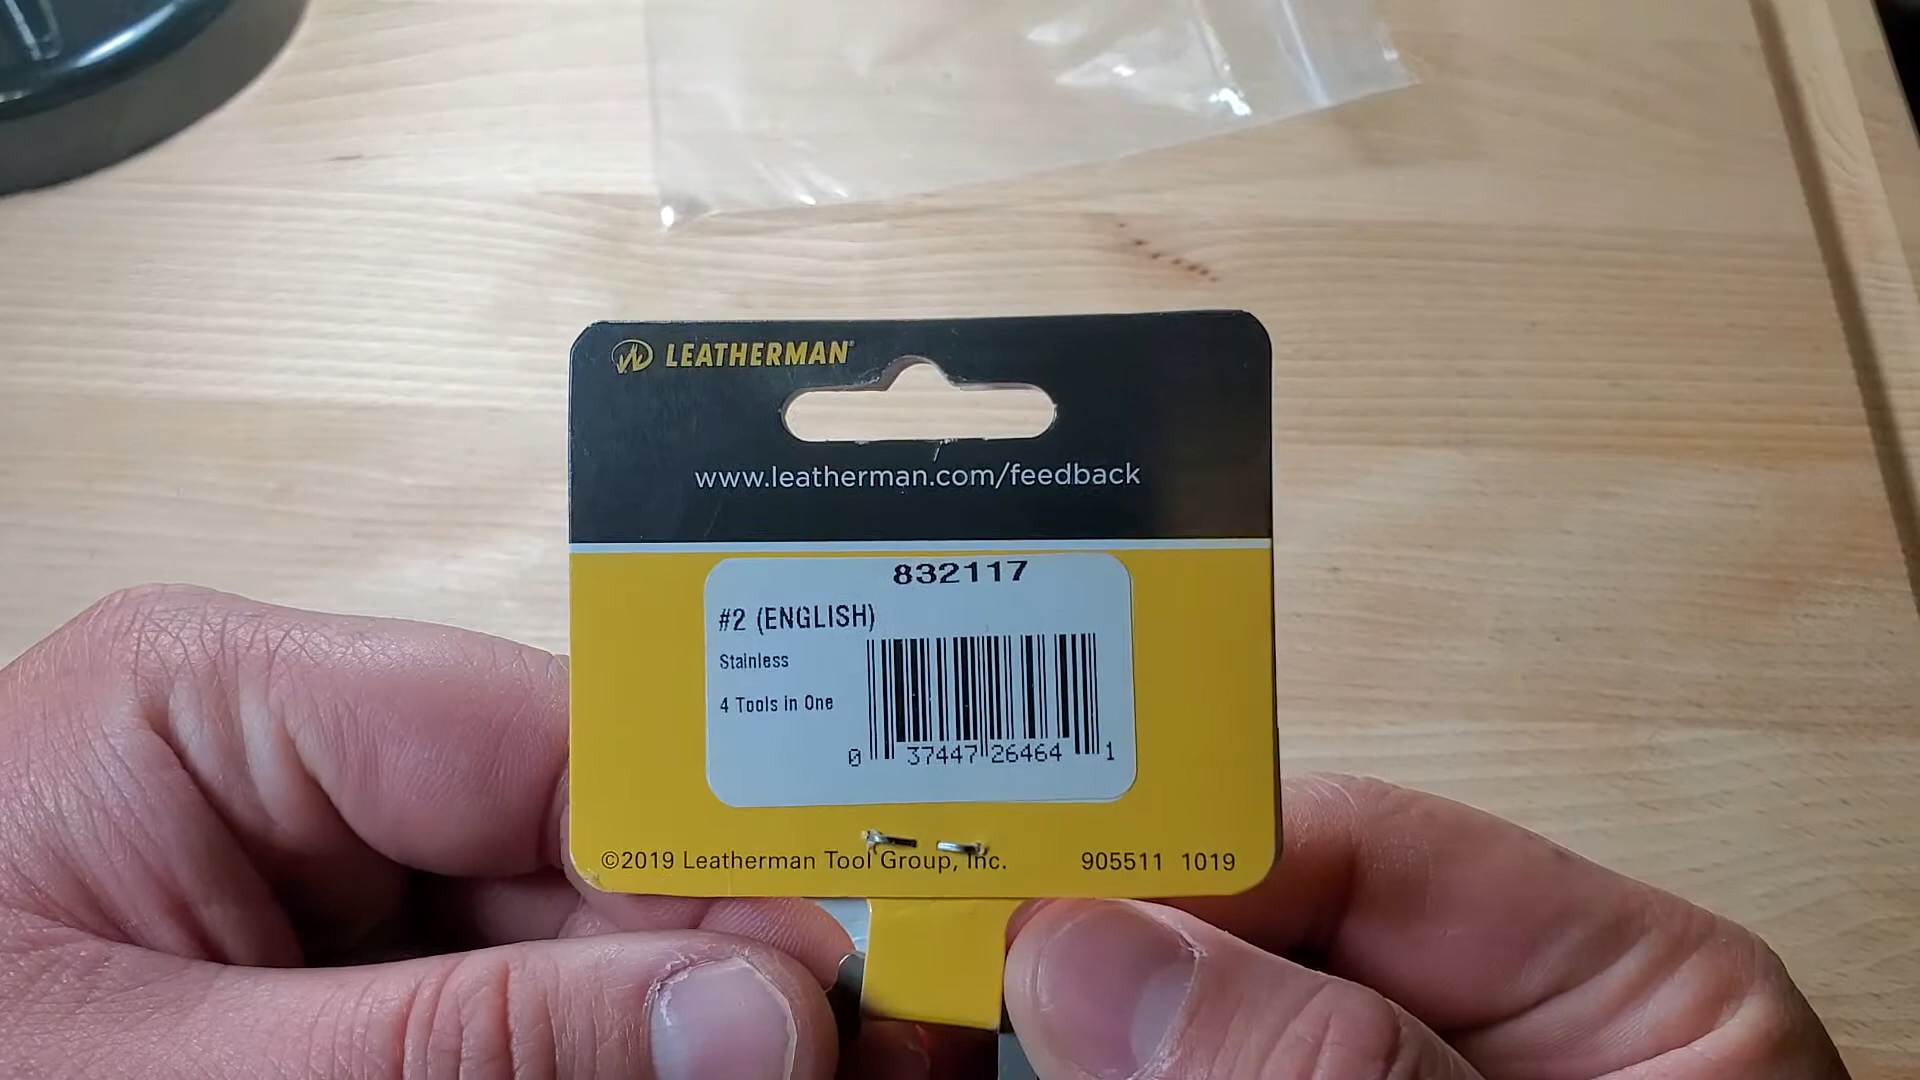 LEATHERMAN®
www.leatherman.com/feedback
832117
#2 (ENGLISH)
Stainless
4 Tools in One
0 37447 26464 1
©2019 Leatherman Tool Group, Inc. 905511 1019